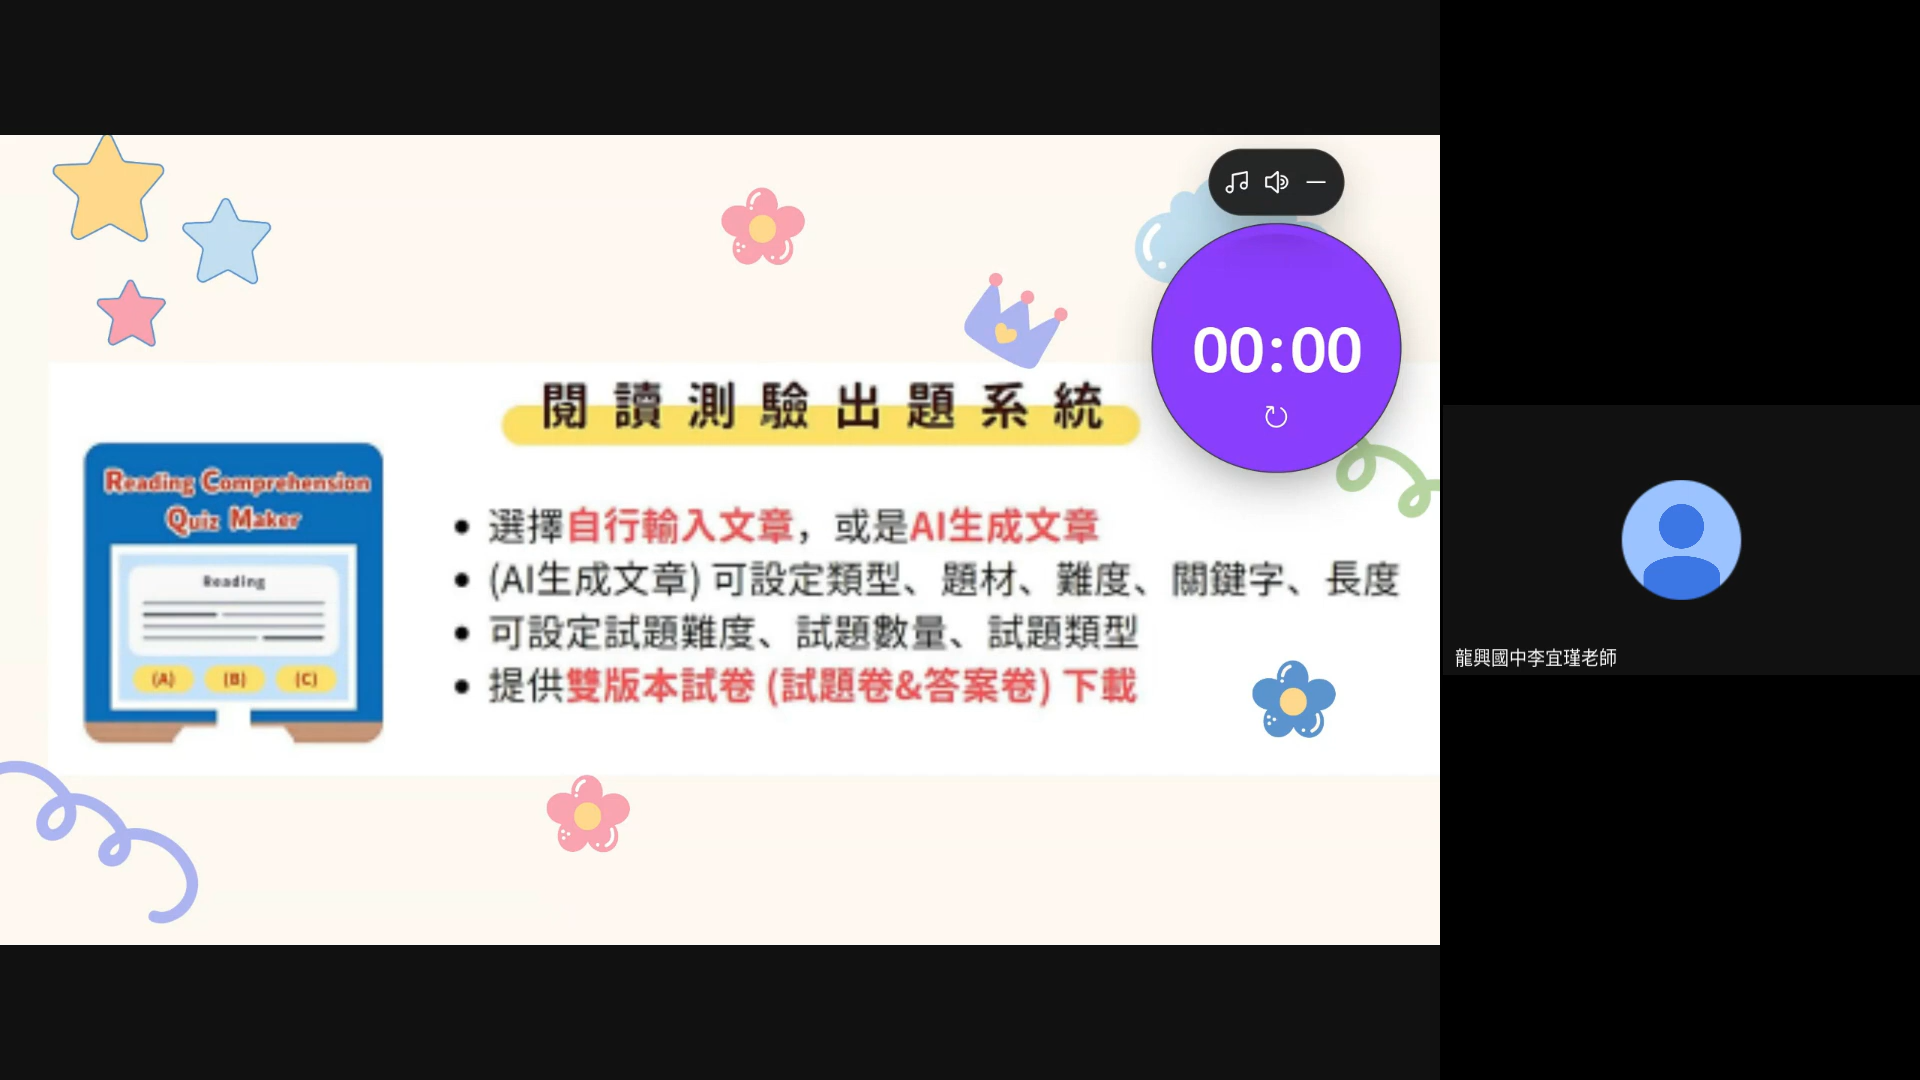 00:00
閱讀測驗出題系統
Reading Comprehension
Quiz Maker
Reading
(A) (B) (C)
• 選擇自行輸入文章，或是AI生成文章
• (AI生成文章) 可設定類型、題材、難度、關鍵字、長度
• 可設定試題難度、試題數量、試題類型
• 提供雙版本試卷 (試題卷&答案卷) 下載
龍興國中李宜瑾老師